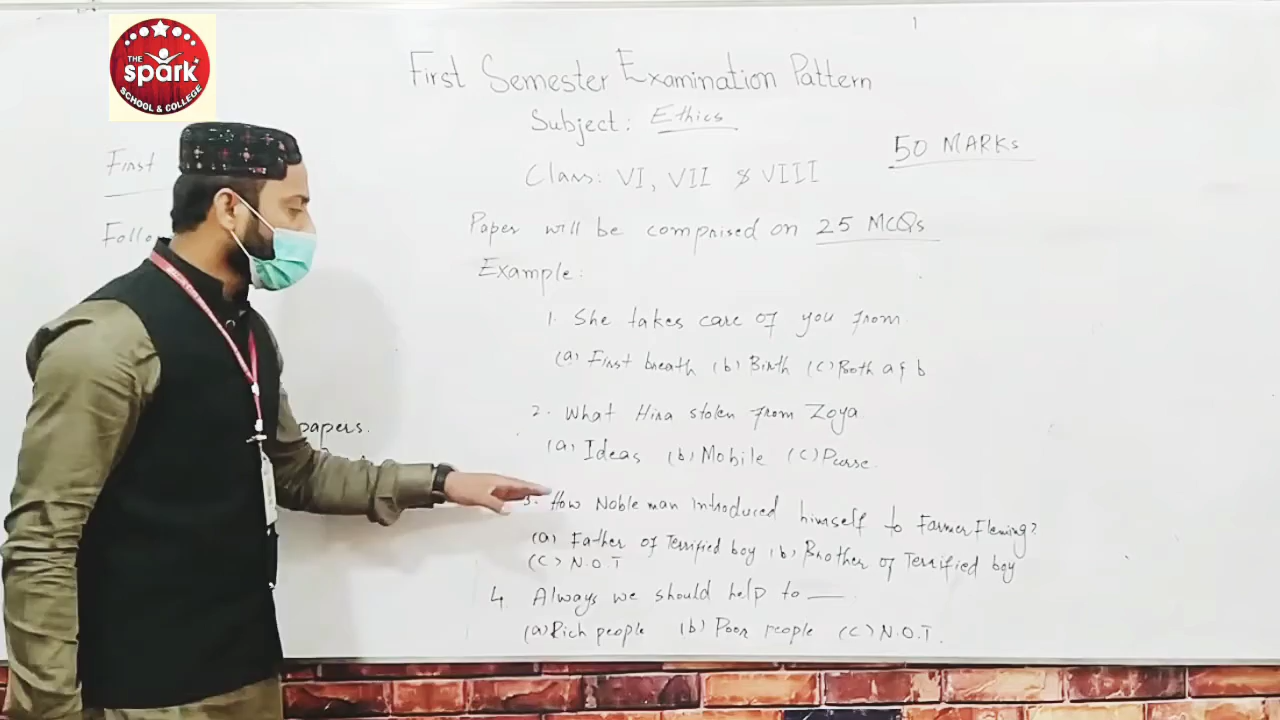 THE
spark
SCHOOL & COLLEGE
First Semester Examination Pattern
Subject: Ethics
50 MARKS
Class: VI, VII & VIII
First
Follo
Paper will be comprised on 25 MCQs
Example:
1. She takes care of you from.
(a) First breath (b) Birth (c) Both a & b
2. What Hira stolen from Zoya.
(a) Ideas (b) Mobile (c) Purse.
papers.
3. How Noble man introduced himself to Farmer Fleming?
(a) Father of Terrified boy (b) Brother of Terrified boy
(C) N.O.T
4. Always we should help to ___.
(a) Rich people (b) Poor people (c) N.O.T.